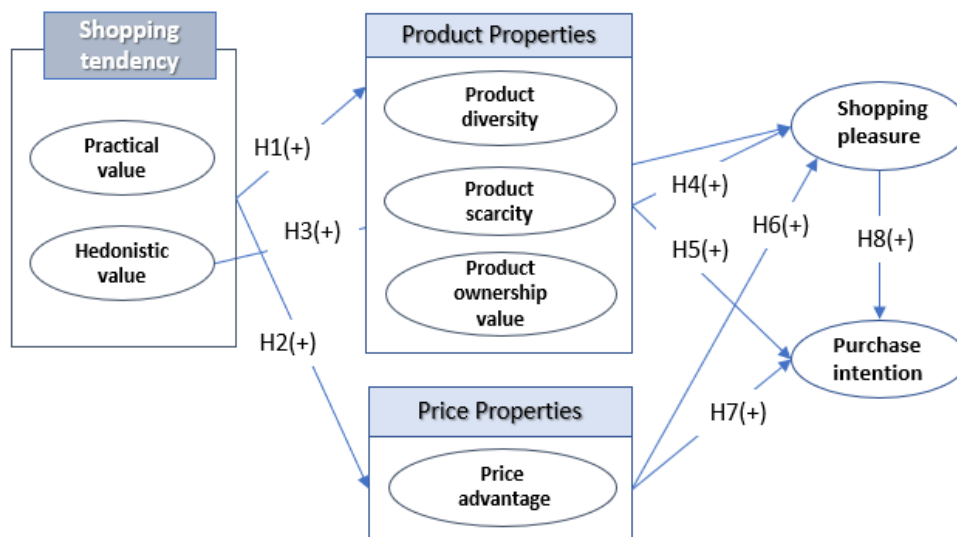 Shopping
tendency
Practical
value
Hedonistic
value
H1(+)
H3(+)
H2(+)
Product Properties
Product
diversity
Product
scarcity
Product
ownership
value
Price Properties
Price
advantage
H4(+)
H5(+)
H6(+)
H7(+)
Shopping
pleasure
H8(+)
Purchase
intention